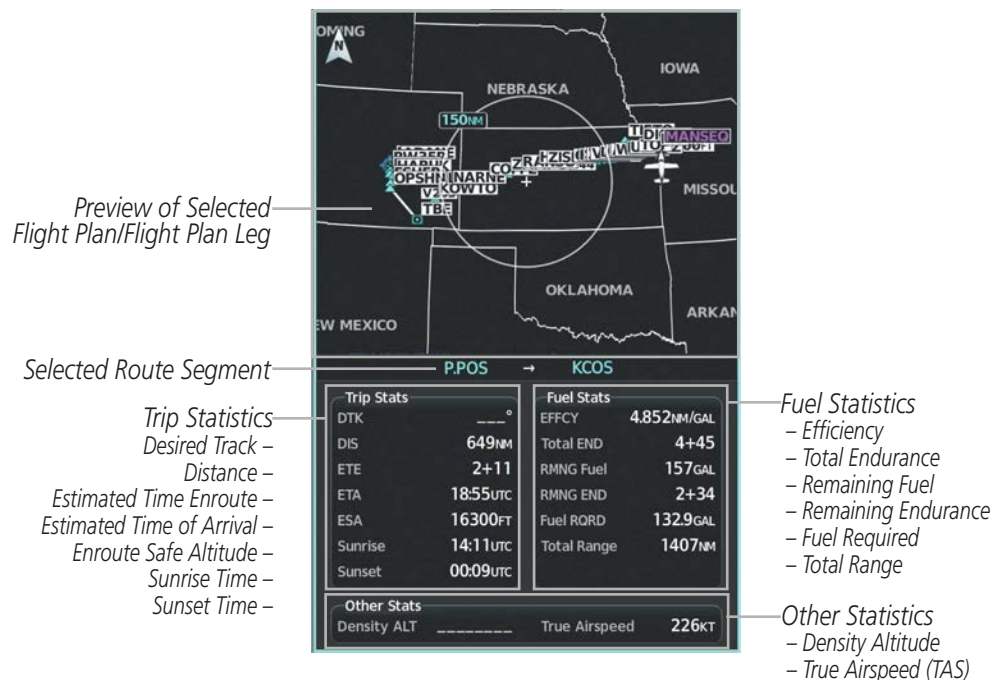 OMING
N
IOWA
NEBRASKA
150NM
MANSEQ
OPSHN
NARNE
KOWTO
TBE
MISSOU
OKLAHOMA
ARKAN
EW MEXICO
Preview of Selected
Flight Plan/Flight Plan Leg
Selected Route Segment
P.POS → KCOS
Trip Statistics
Desired Track –
Distance –
Estimated Time Enroute –
Estimated Time of Arrival –
Enroute Safe Altitude –
Sunrise Time –
Sunset Time –
Trip Stats
DTK ___°
DIS 649NM
ETE 2+11
ETA 18:55UTC
ESA 16300FT
Sunrise 14:11UTC
Sunset 00:09UTC
Fuel Stats
EFFCY 4.852NM/GAL
Total END 4+45
RMNG Fuel 157GAL
RMNG END 2+34
Fuel RQRD 132.9GAL
Total Range 1407NM
Fuel Statistics
– Efficiency
– Total Endurance
– Remaining Fuel
– Remaining Endurance
– Fuel Required
– Total Range
Other Stats
Density ALT ________ True Airspeed 226KT
Other Statistics
– Density Altitude
– True Airspeed (TAS)